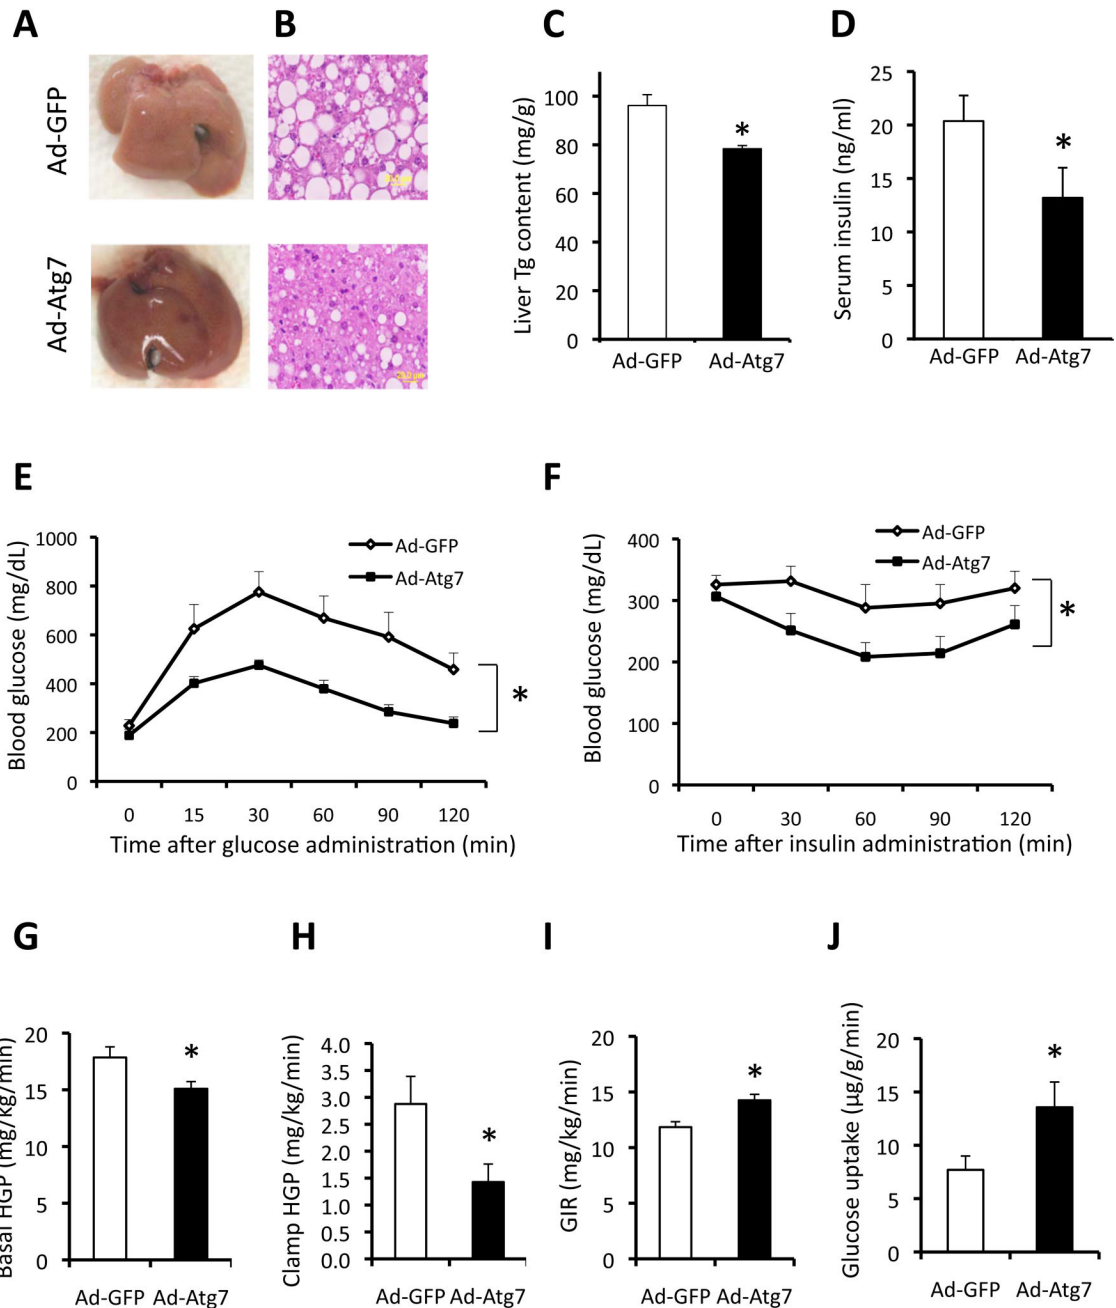 A
B
C
D
Ad-GFP
Ad-Atg7
Liver Tg content (mg/g)
100
80
60
40
20
0
*
Ad-GFP Ad-Atg7
Serum insulin (ng/ml)
25
20
15
10
5
0
*
Ad-GFP Ad-Atg7
E
F
Blood glucose (mg/dL)
1000
800
600
400
200
0
Ad-GFP
Ad-Atg7
*
0 15 30 60 90 120
Time after glucose administration (min)
Blood glucose (mg/dL)
400
300
200
100
0
Ad-GFP
Ad-Atg7
*
0 30 60 90 120
Time after insulin administration (min)
G
H
I
J
Basal HGP (mg/kg/min)
20
15
10
5
0
*
Ad-GFP Ad-Atg7
Clamp HGP (mg/kg/min)
4.0
3.5
3.0
2.5
2.0
1.5
1.0
0.5
0.0
*
Ad-GFP Ad-Atg7
GIR (mg/kg/min)
20
15
10
5
0
*
Ad-GFP Ad-Atg7
Glucose uptake (μg/g/min)
20
15
10
5
0
*
Ad-GFP Ad-Atg7